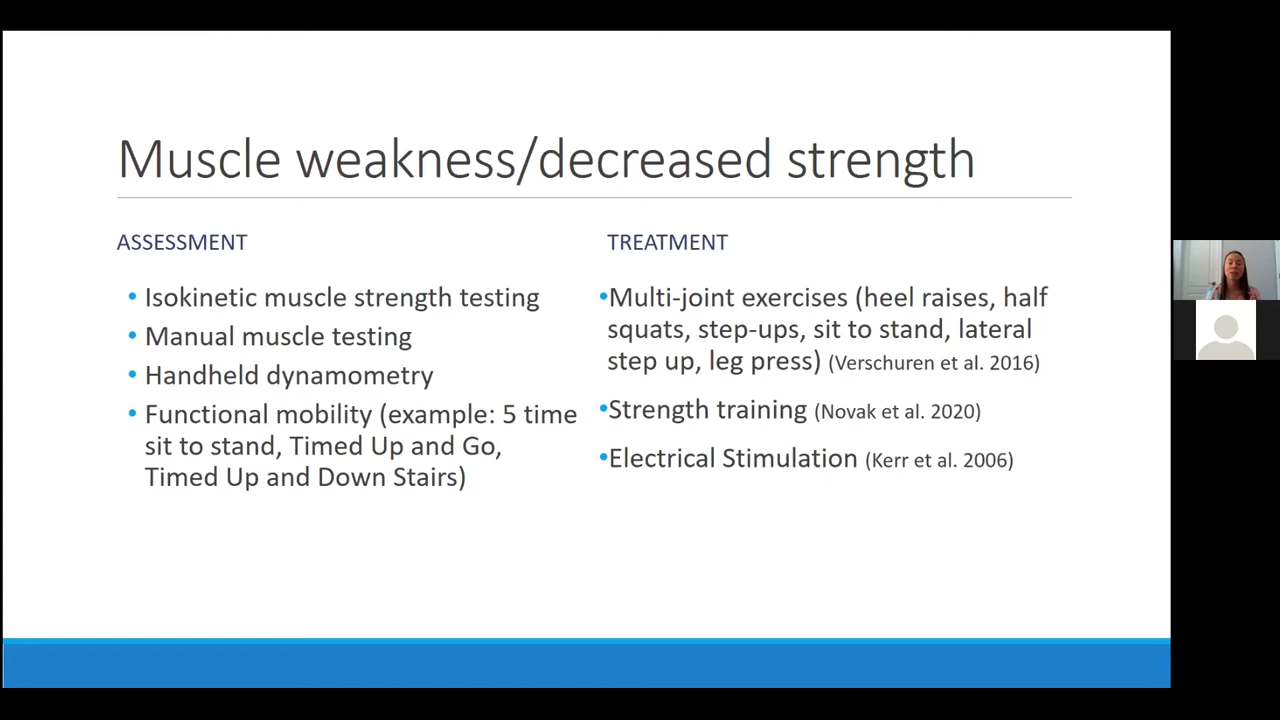 Muscle weakness/decreased strength
ASSESSMENT
• Isokinetic muscle strength testing
• Manual muscle testing
• Handheld dynamometry
• Functional mobility (example: 5 time
sit to stand, Timed Up and Go,
Timed Up and Down Stairs)
TREATMENT
•Multi-joint exercises (heel raises, half
squats, step-ups, sit to stand, lateral
step up, leg press) (Verschuren et al. 2016)
•Strength training (Novak et al. 2020)
•Electrical Stimulation (Kerr et al. 2006)